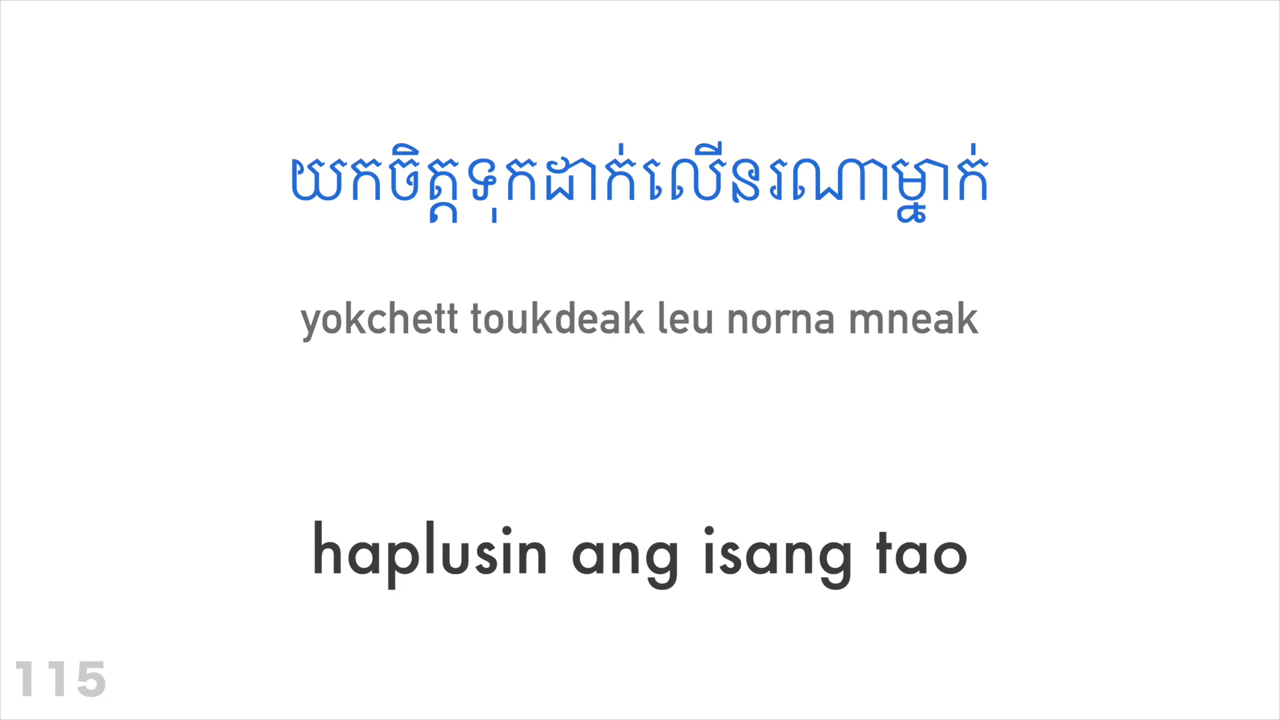 យកចិត្តទុកដាក់លើនរណាម្នាក់
yokchett toukdeak leu norna mneak
haplusin ang isang tao
115